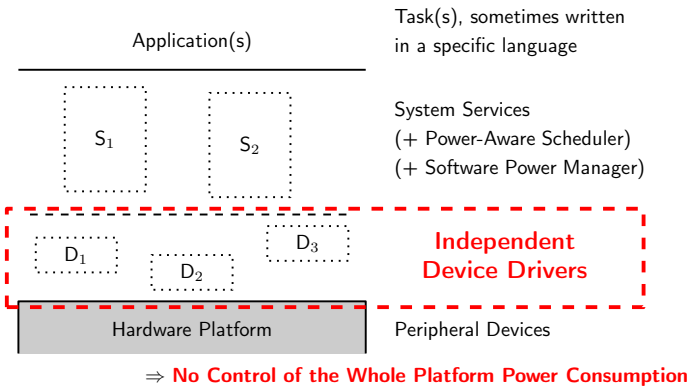 Application(s)
Task(s), sometimes written
in a specific language
S₁
S₂
System Services
(+ Power-Aware Scheduler)
(+ Software Power Manager)
D₁
D₂
D₃
Independent
Device Drivers
Hardware Platform
Peripheral Devices
⇒ No Control of the Whole Platform Power Consumption